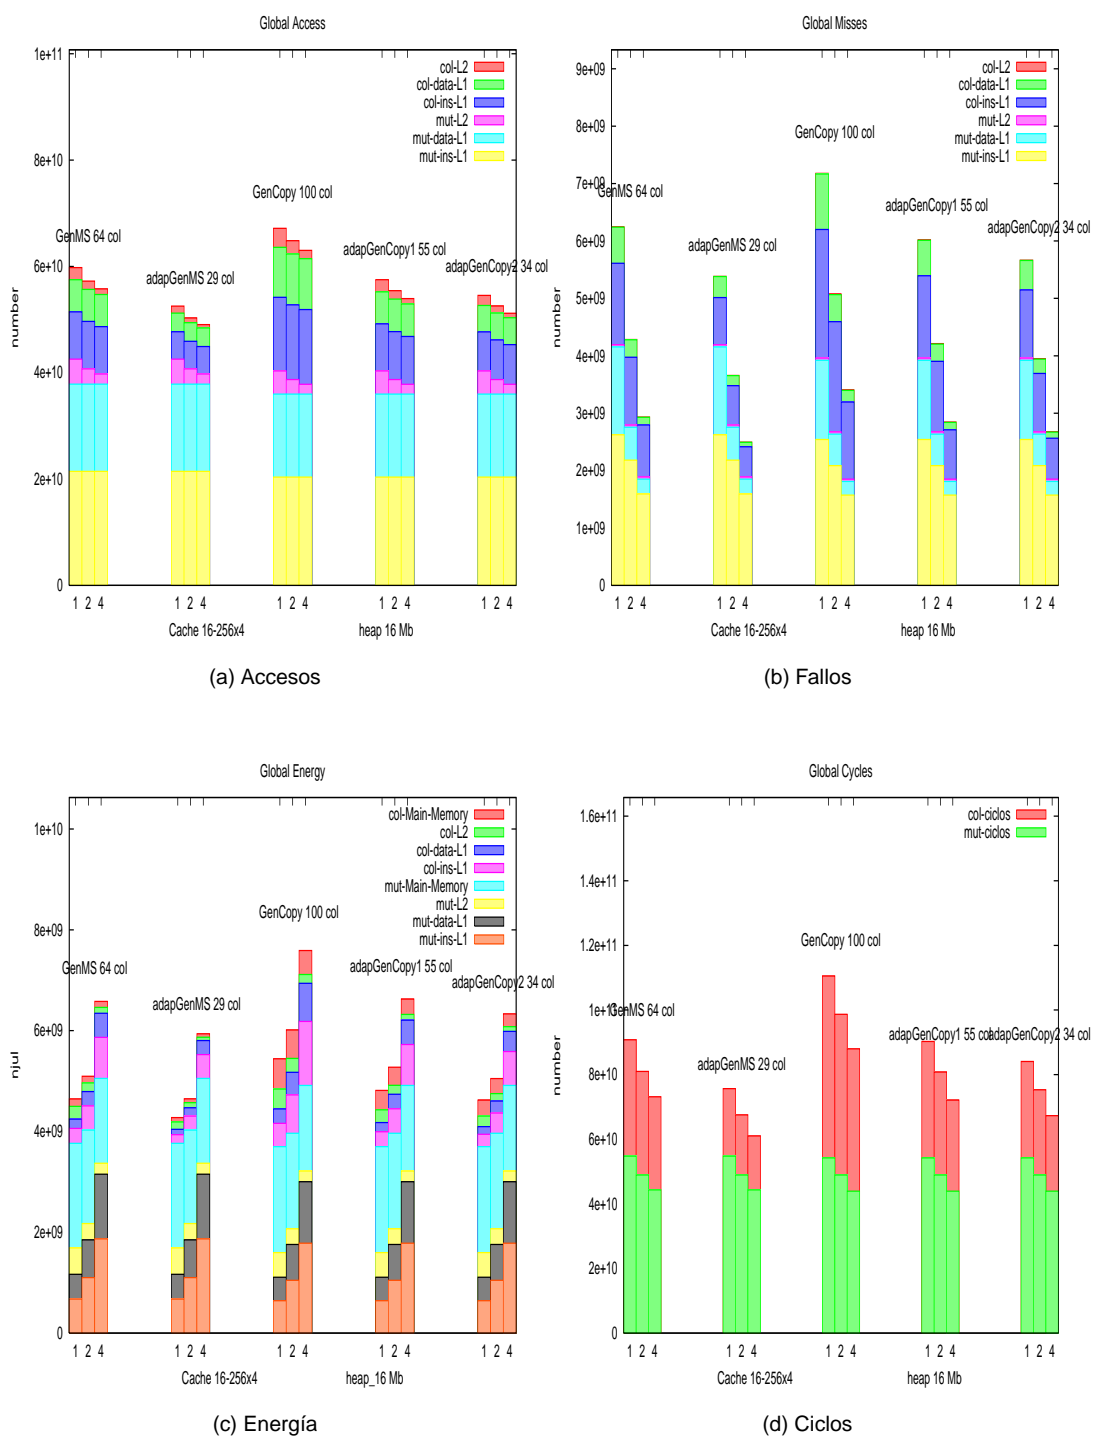 Global Access
1e+11
8e+10
6e+10
4e+10
2e+10
0
number
col-L2
col-data-L1
col-ins-L1
mut-L2
mut-data-L1
mut-ins-L1
GenMS 64 col
adapGenMS 29 col
GenCopy 100 col
adapGenCopy1 55 col
adapGenCopy2 34 col
1 2 4 1 2 4 1 2 4 1 2 4 1 2 4
Cache 16-256x4 heap 16 Mb
(a) Accesos
Global Misses
9e+09
8e+09
7e+09
6e+09
5e+09
4e+09
3e+09
2e+09
1e+09
0
number
col-L2
col-data-L1
col-ins-L1
mut-L2
mut-data-L1
mut-ins-L1
GenMS 64 col
adapGenMS 29 col
GenCopy 100 col
adapGenCopy1 55 col
adapGenCopy2 34 col
1 2 4 1 2 4 1 2 4 1 2 4 1 2 4
Cache 16-256x4 heap 16 Mb
(b) Fallos
Global Energy
1e+10
8e+09
6e+09
4e+09
2e+09
0
njul
col-Main-Memory
col-L2
col-data-L1
col-ins-L1
mut-Main-Memory
mut-L2
mut-data-L1
mut-ins-L1
GenMS 64 col
adapGenMS 29 col
GenCopy 100 col
adapGenCopy1 55 col
adapGenCopy2 34 col
1 2 4 1 2 4 1 2 4 1 2 4 1 2 4
Cache 16-256x4 heap_16 Mb
(c) Energía
Global Cycles
1.6e+11
1.4e+11
1.2e+11
1e+11
8e+10
6e+10
4e+10
2e+10
0
number
col-ciclos
mut-ciclos
GenMS 64 col
adapGenMS 29 col
GenCopy 100 col
adapGenCopy1 55 col
adapGenCopy2 34 col
1 2 4 1 2 4 1 2 4 1 2 4 1 2 4
Cache 16-256x4 heap 16 Mb
(d) Ciclos